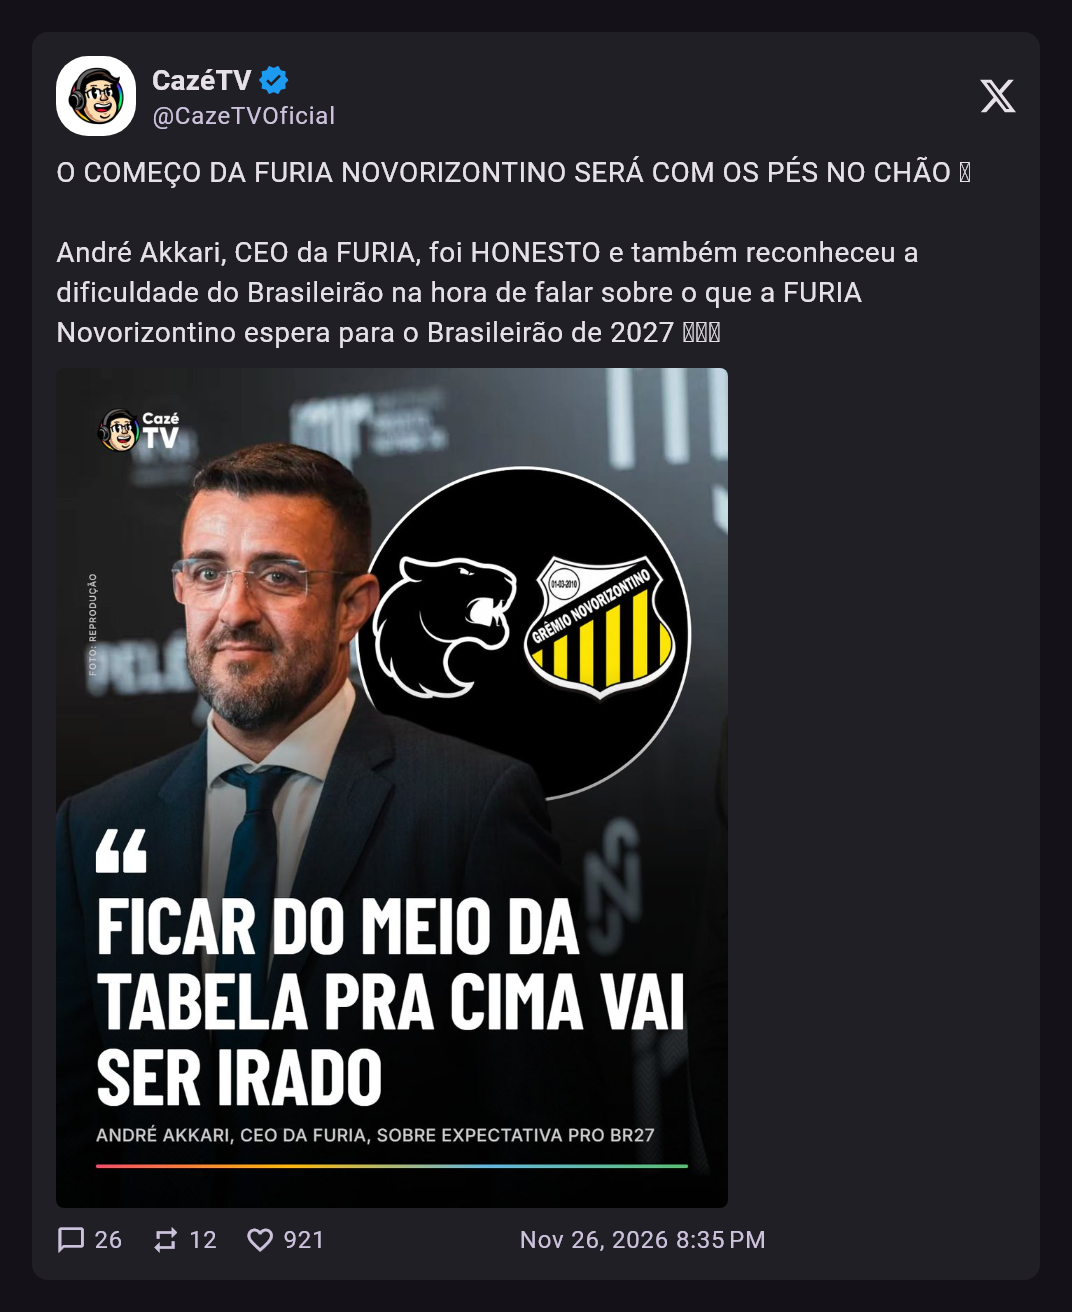 CazéTV
@CazeTVOficial
O COMEÇO DA FURIA NOVORIZONTINO SERÁ COM OS PÉS NO CHÃO
André Akkari, CEO da FURIA, foi HONESTO e também reconheceu a
dificuldade do Brasileirão na hora de falar sobre o que a FURIA
Novorizontino espera para o Brasileirão de 2027
Cazé
TV
FOTO: REPRODUÇÃO
PELÉ
01-03-2010
GRÊMIO NOVORIZONTINO
“
FICAR DO MEIO DA
TABELA PRA CIMA VAI
SER IRADO
ANDRÉ AKKARI, CEO DA FURIA, SOBRE EXPECTATIVA PRO BR27
26 12 921 Nov 26, 2026 8:35 PM